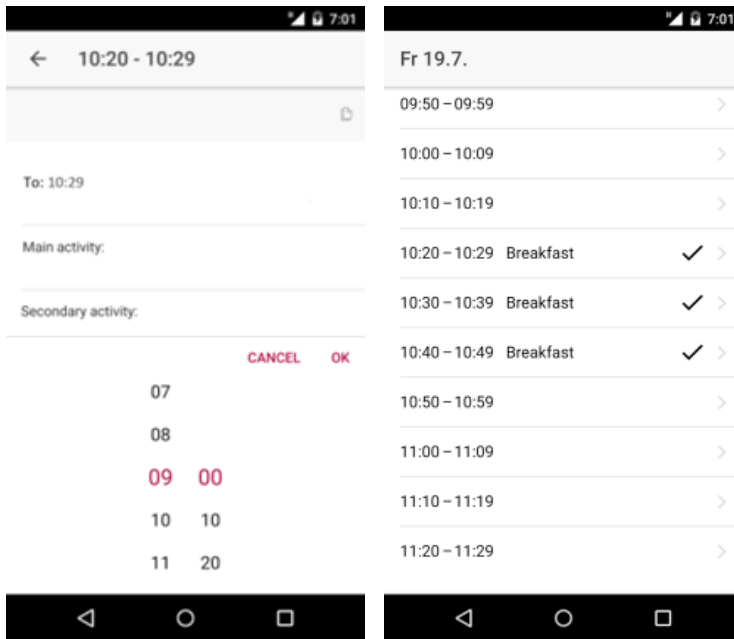 7:01
10:20 - 10:29
To: 10:29
Main activity:
Secondary activity:
CANCEL OK
07
08
09 00
10 10
11 20
H 7:01
Fr 19.7.
09:50 – 09:59
10:00 – 10:09
10:10 – 10:19
10:20 – 10:29 Breakfast
10:30 – 10:39 Breakfast
10:40 – 10:49 Breakfast
10:50 – 10:59
11:00 – 11:09
11:10 – 11:19
11:20 – 11:29